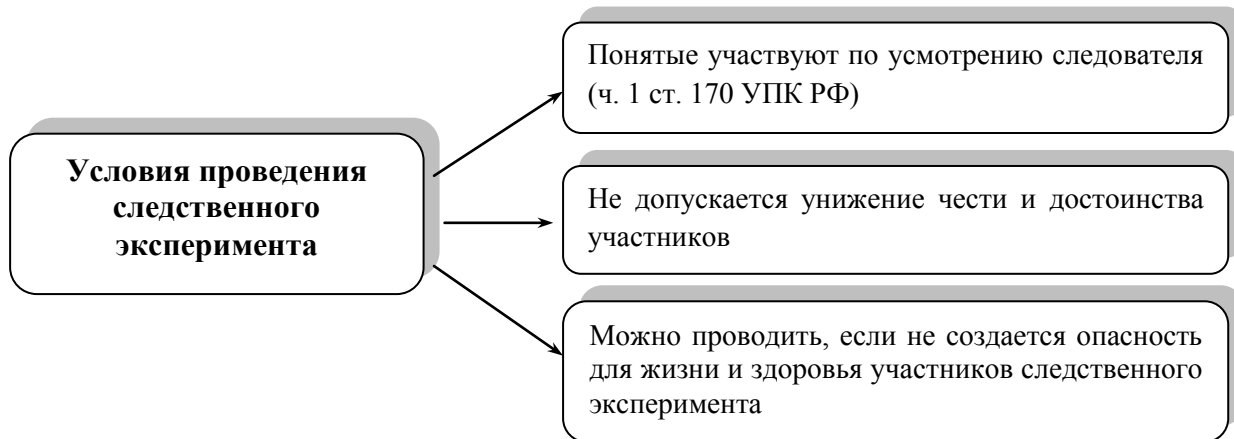 Условия проведения
следственного
эксперимента
Понятые участвуют по усмотрению следователя
(ч. 1 ст. 170 УПК РФ)
Не допускается унижение чести и достоинства
участников
Можно проводить, если не создается опасность
для жизни и здоровья участников следственного
эксперимента